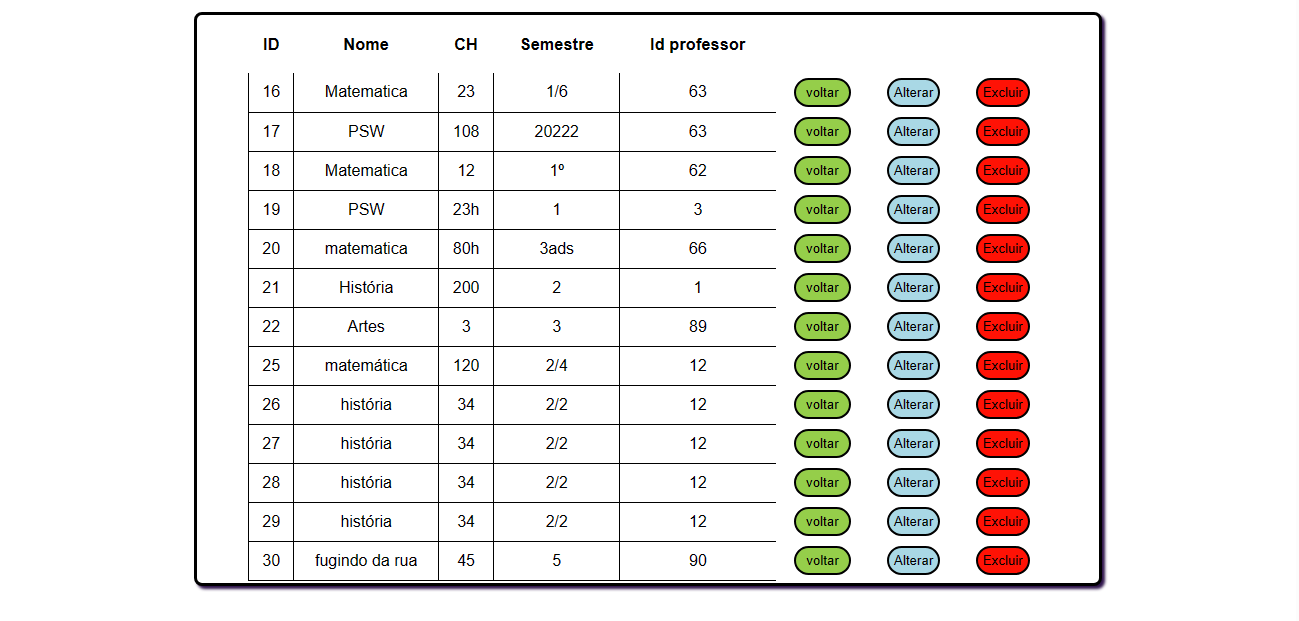 ID Nome CH Semestre Id professor
16 Matematica 23 1/6 63 voltar Alterar Excluir
17 PSW 108 20222 63 voltar Alterar Excluir
18 Matematica 12 1º 62 voltar Alterar Excluir
19 PSW 23h 1 3 voltar Alterar Excluir
20 matematica 80h 3ads 66 voltar Alterar Excluir
21 História 200 2 1 voltar Alterar Excluir
22 Artes 3 3 89 voltar Alterar Excluir
25 matemática 120 2/4 12 voltar Alterar Excluir
26 história 34 2/2 12 voltar Alterar Excluir
27 história 34 2/2 12 voltar Alterar Excluir
28 história 34 2/2 12 voltar Alterar Excluir
29 história 34 2/2 12 voltar Alterar Excluir
30 fugindo da rua 45 5 90 voltar Alterar Excluir